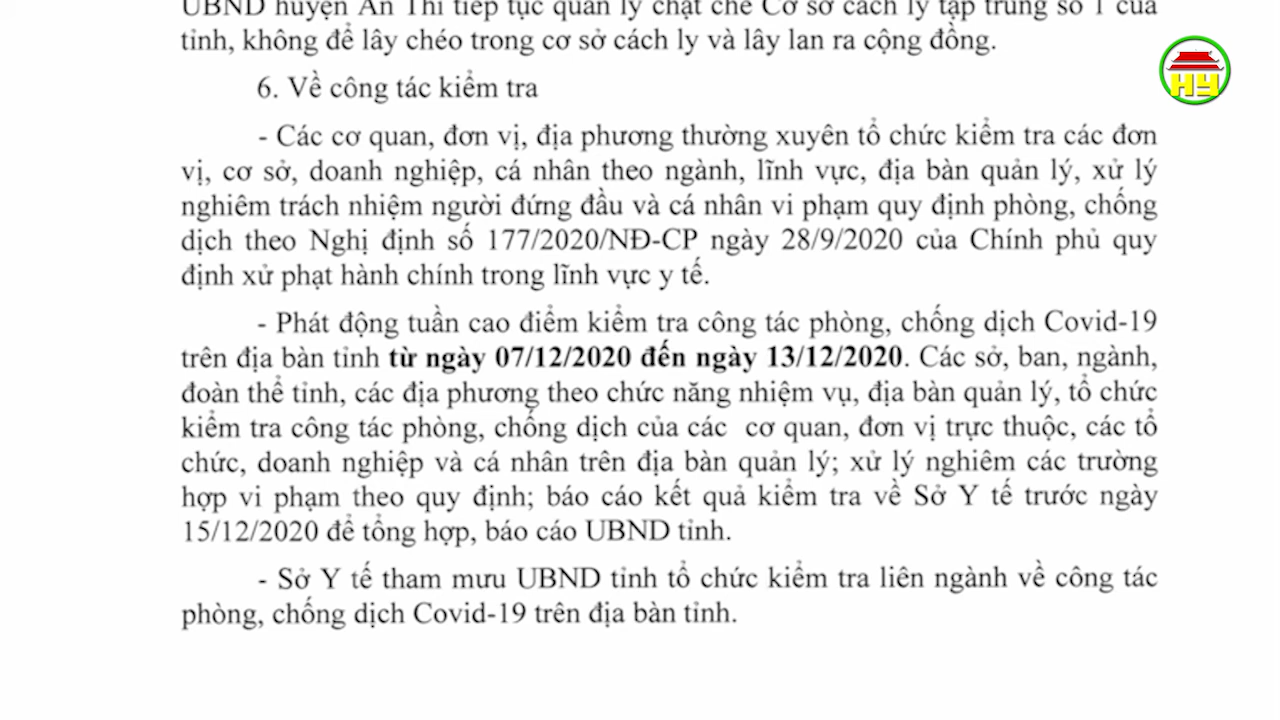 UBND huyện Ân Thi tiếp tục quản lý chặt chẽ Cơ sở cách ly tập trung số 1 của
tỉnh, không để lây chéo trong cơ sở cách ly và lây lan ra cộng đồng.
HY
6. Về công tác kiểm tra
- Các cơ quan, đơn vị, địa phương thường xuyên tổ chức kiểm tra các đơn
vị, cơ sở, doanh nghiệp, cá nhân theo ngành, lĩnh vực, địa bàn quản lý, xử lý
nghiêm trách nhiệm người đứng đầu và cá nhân vi phạm quy định phòng, chống
dịch theo Nghị định số 177/2020/NĐ-CP ngày 28/9/2020 của Chính phủ quy
định xử phạt hành chính trong lĩnh vực y tế.
- Phát động tuần cao điểm kiểm tra công tác phòng, chống dịch Covid-19
trên địa bàn tỉnh từ ngày 07/12/2020 đến ngày 13/12/2020. Các sở, ban, ngành,
đoàn thể tỉnh, các địa phương theo chức năng nhiệm vụ, địa bàn quản lý, tổ chức
kiểm tra công tác phòng, chống dịch của các  cơ quan, đơn vị trực thuộc, các tổ
chức, doanh nghiệp và cá nhân trên địa bàn quản lý; xử lý nghiêm các trường
hợp vi phạm theo quy định; báo cáo kết quả kiểm tra về Sở Y tế trước ngày
15/12/2020 để tổng hợp, báo cáo UBND tỉnh.
- Sở Y tế tham mưu UBND tỉnh tổ chức kiểm tra liên ngành về công tác
phòng, chống dịch Covid-19 trên địa bàn tỉnh.